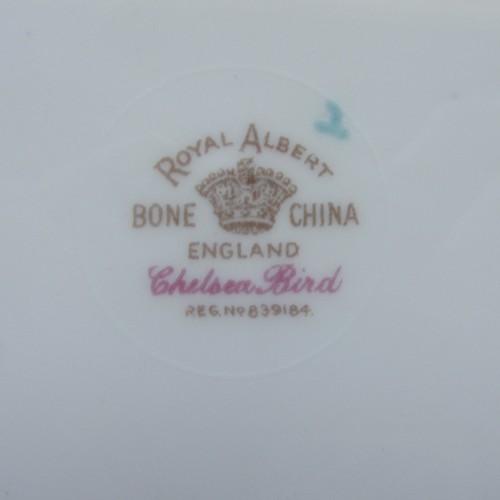 ROYAL ALBERT
BONE CHINA
ENGLAND
Chelsea Bird
REG. No 839184.